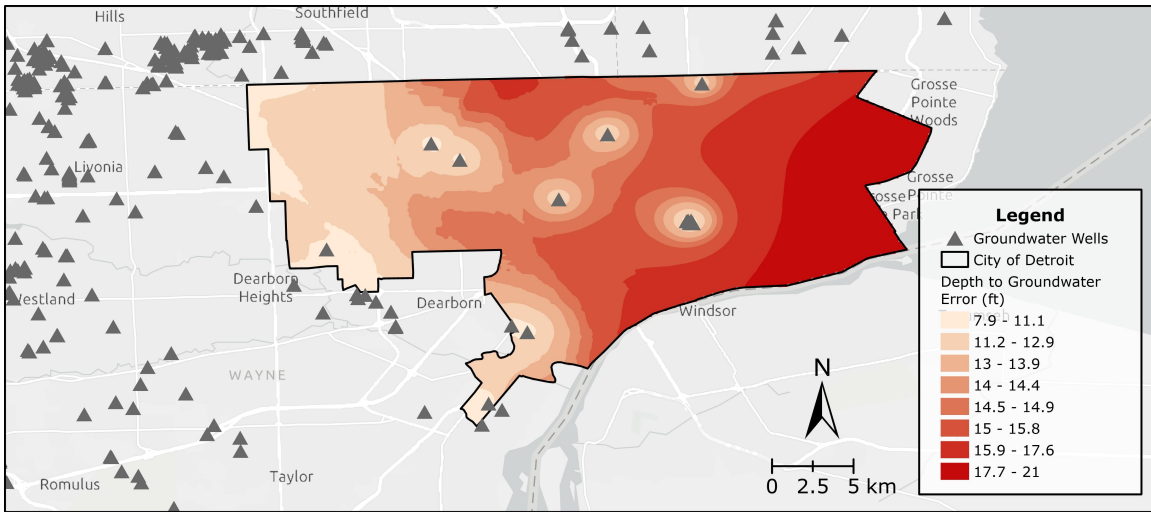 Hills
Southfield
Grosse
Pointe
Woods
Livonia
Grosse
Pointe
Park
Dearborn
Heights
Westland
Dearborn
Windsor
WAYNE
Taylor
Romulus
N
0 2.5 5 km
Legend
Groundwater Wells
City of Detroit
Depth to Groundwater
Error (ft)
7.9 - 11.1
11.2 - 12.9
13 - 13.9
14 - 14.4
14.5 - 14.9
15 - 15.8
15.9 - 17.6
17.7 - 21